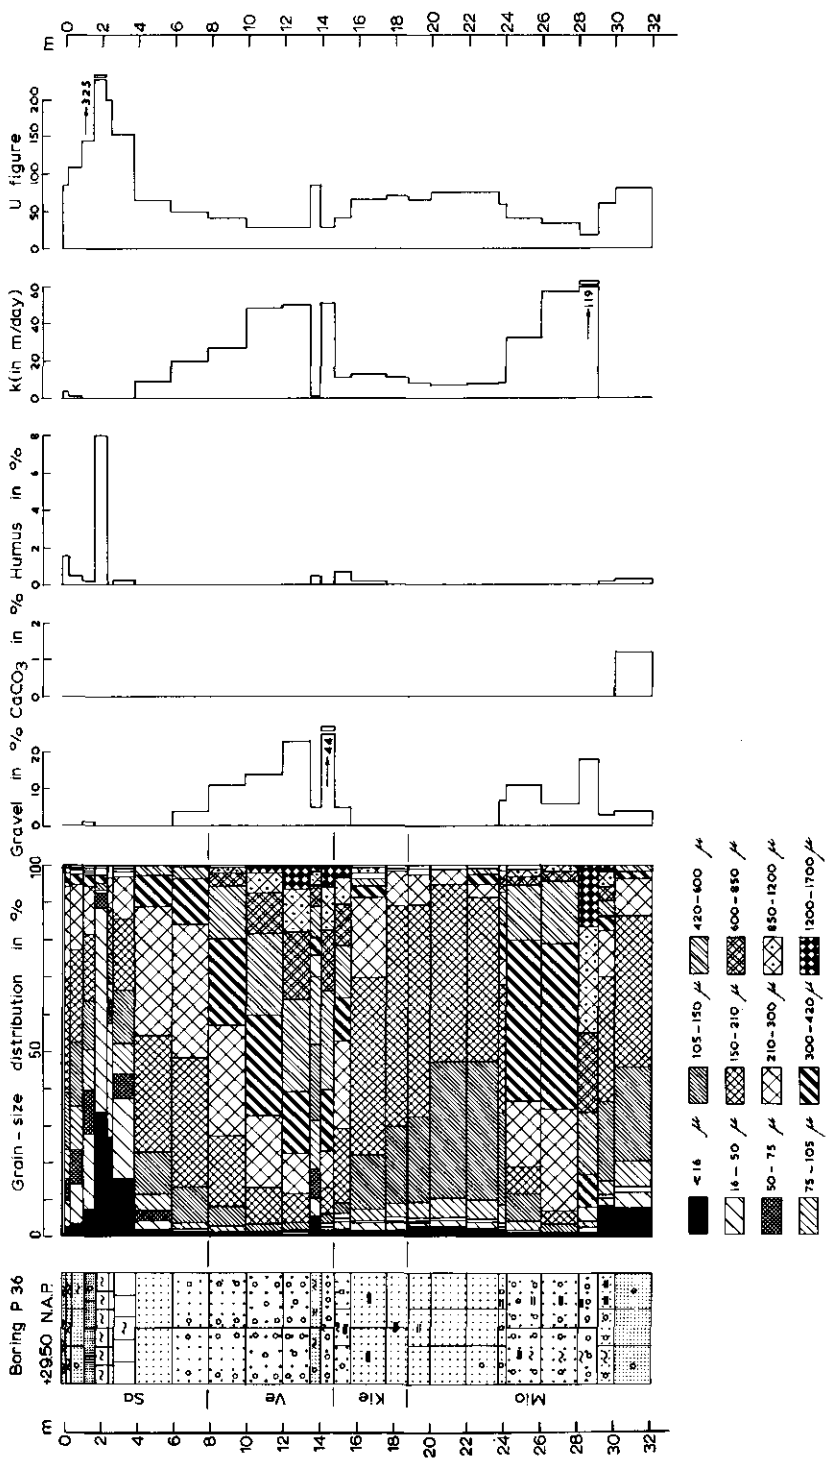 Boring P 36
+29.50 N.A.P.
Grain-size distribution in %
Gravel in %
CaCO3 in %
Humus in %
k (in m/day)
U figure
m
0 2 4 6 8 10 12 14 16 18 20 22 24 26 28 30 32
Sa
Ve
Kie
Mio
0 50 100
0 10 20
→ 44
0 1 2
0 2 4 6 8
0 20 40 60
→ 119
0 50 100 150 200
→ 325
m
0 2 4 6 8 10 12 14 16 18 20 22 24 26 28 30 32
<16 µ
16-50 µ
50-75 µ
75-105 µ
105-150 µ
150-210 µ
210-300 µ
300-420 µ
420-600 µ
600-850 µ
850-1200 µ
1200-1700 µ